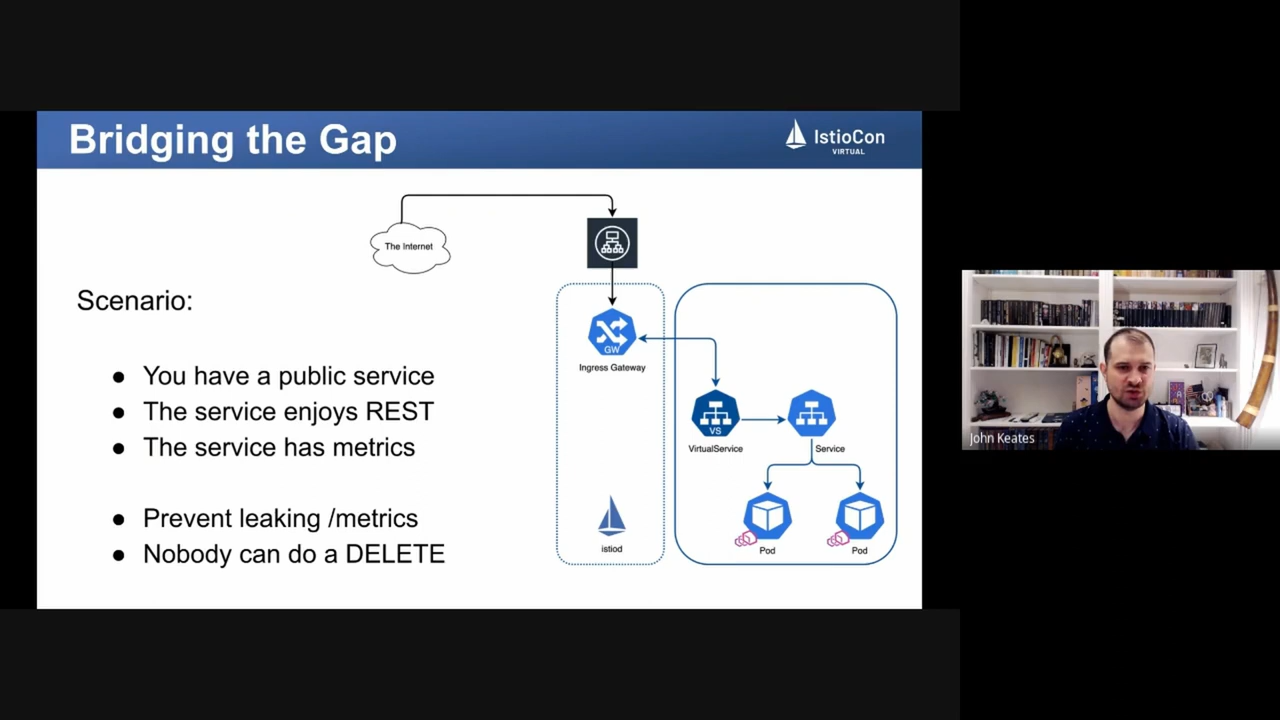 Bridging the Gap
IstioCon
VIRTUAL
The Internet
Scenario:
● You have a public service
● The service enjoys REST
● The service has metrics
● Prevent leaking /metrics
● Nobody can do a DELETE
GW
Ingress Gateway
VS
VirtualService
Service
istiod
Pod
Pod
John Keates